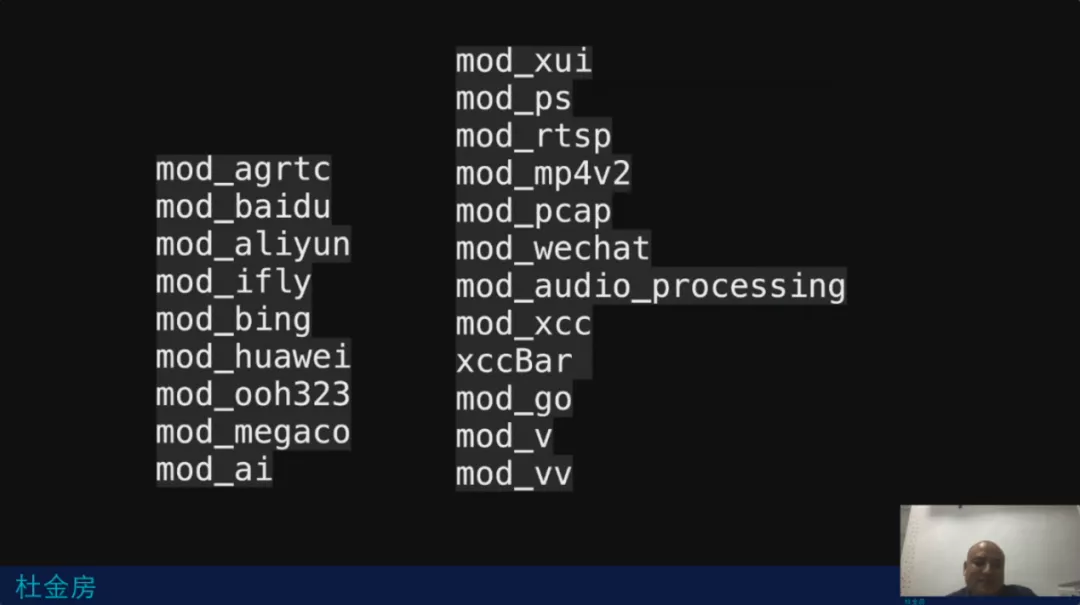 mod_agrtc
mod_baidu
mod_aliyun
mod_ifly
mod_bing
mod_huawei
mod_ooh323
mod_megaco
mod_ai
mod_xui
mod_ps
mod_rtsp
mod_mp4v2
mod_pcap
mod_wechat
mod_audio_processing
mod_xcc
xccBar
mod_go
mod_v
mod_vv
杜金房